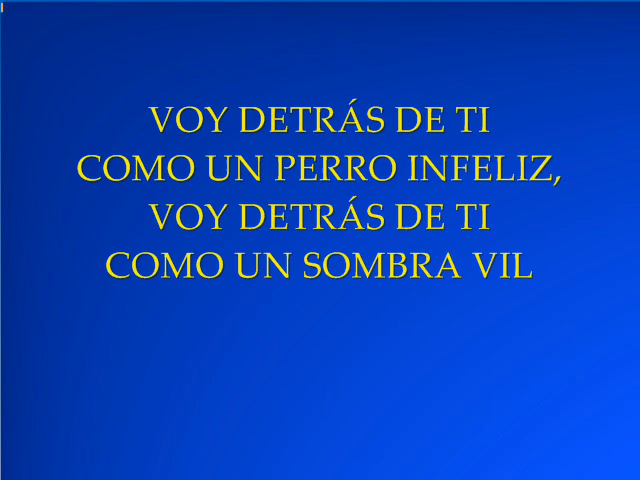 VOY DETRÁS DE TI
COMO UN PERRO INFELIZ,
VOY DETRÁS DE TI
COMO UN SOMBRA VIL